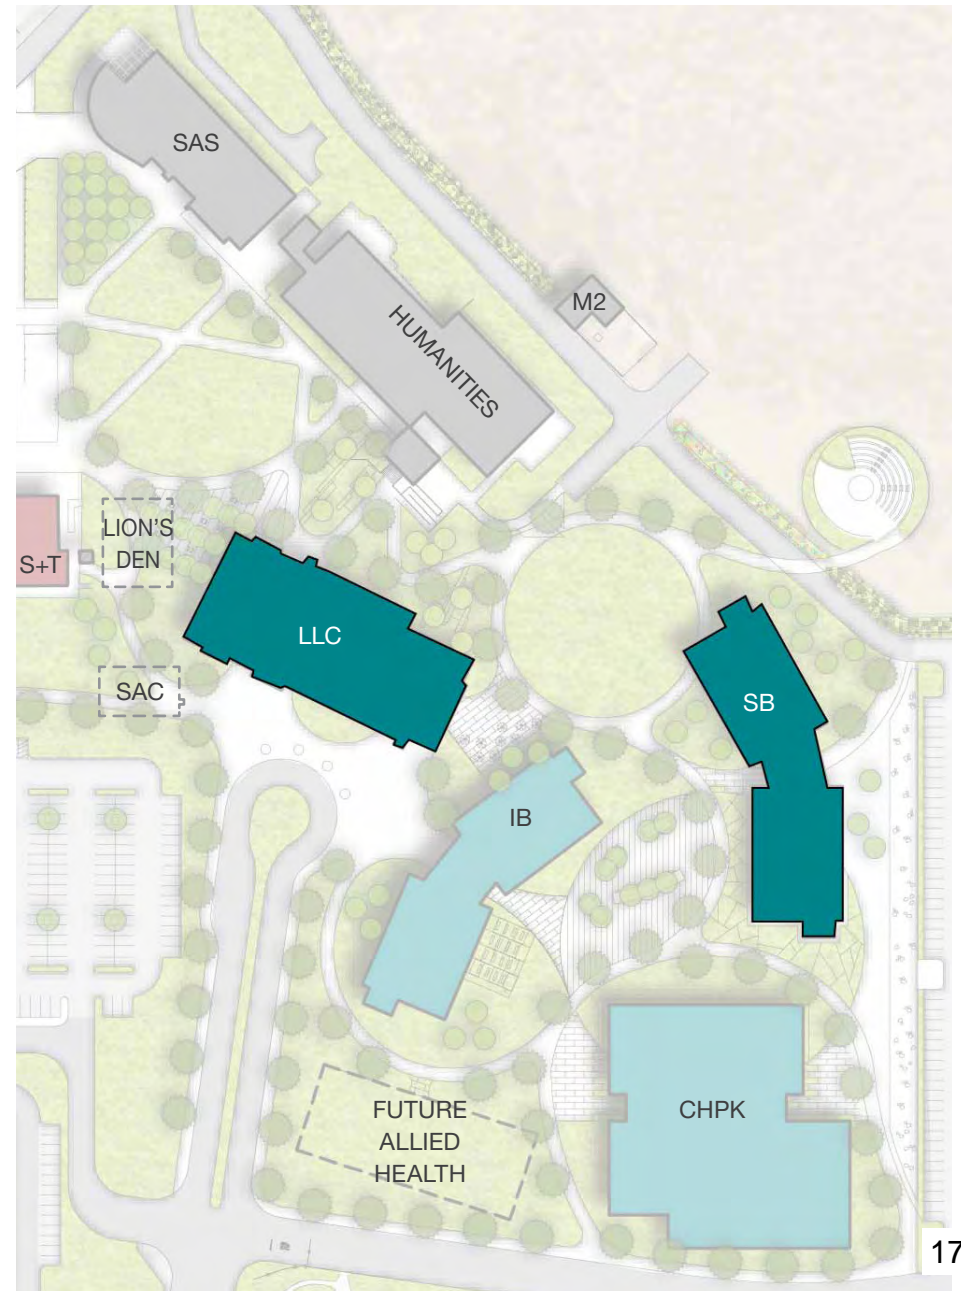 SAS
M2
HUMANITIES
LION'S
DEN
S+T
LLC
SAC
SB
IB
FUTURE
ALLIED
HEALTH
CHPK
17